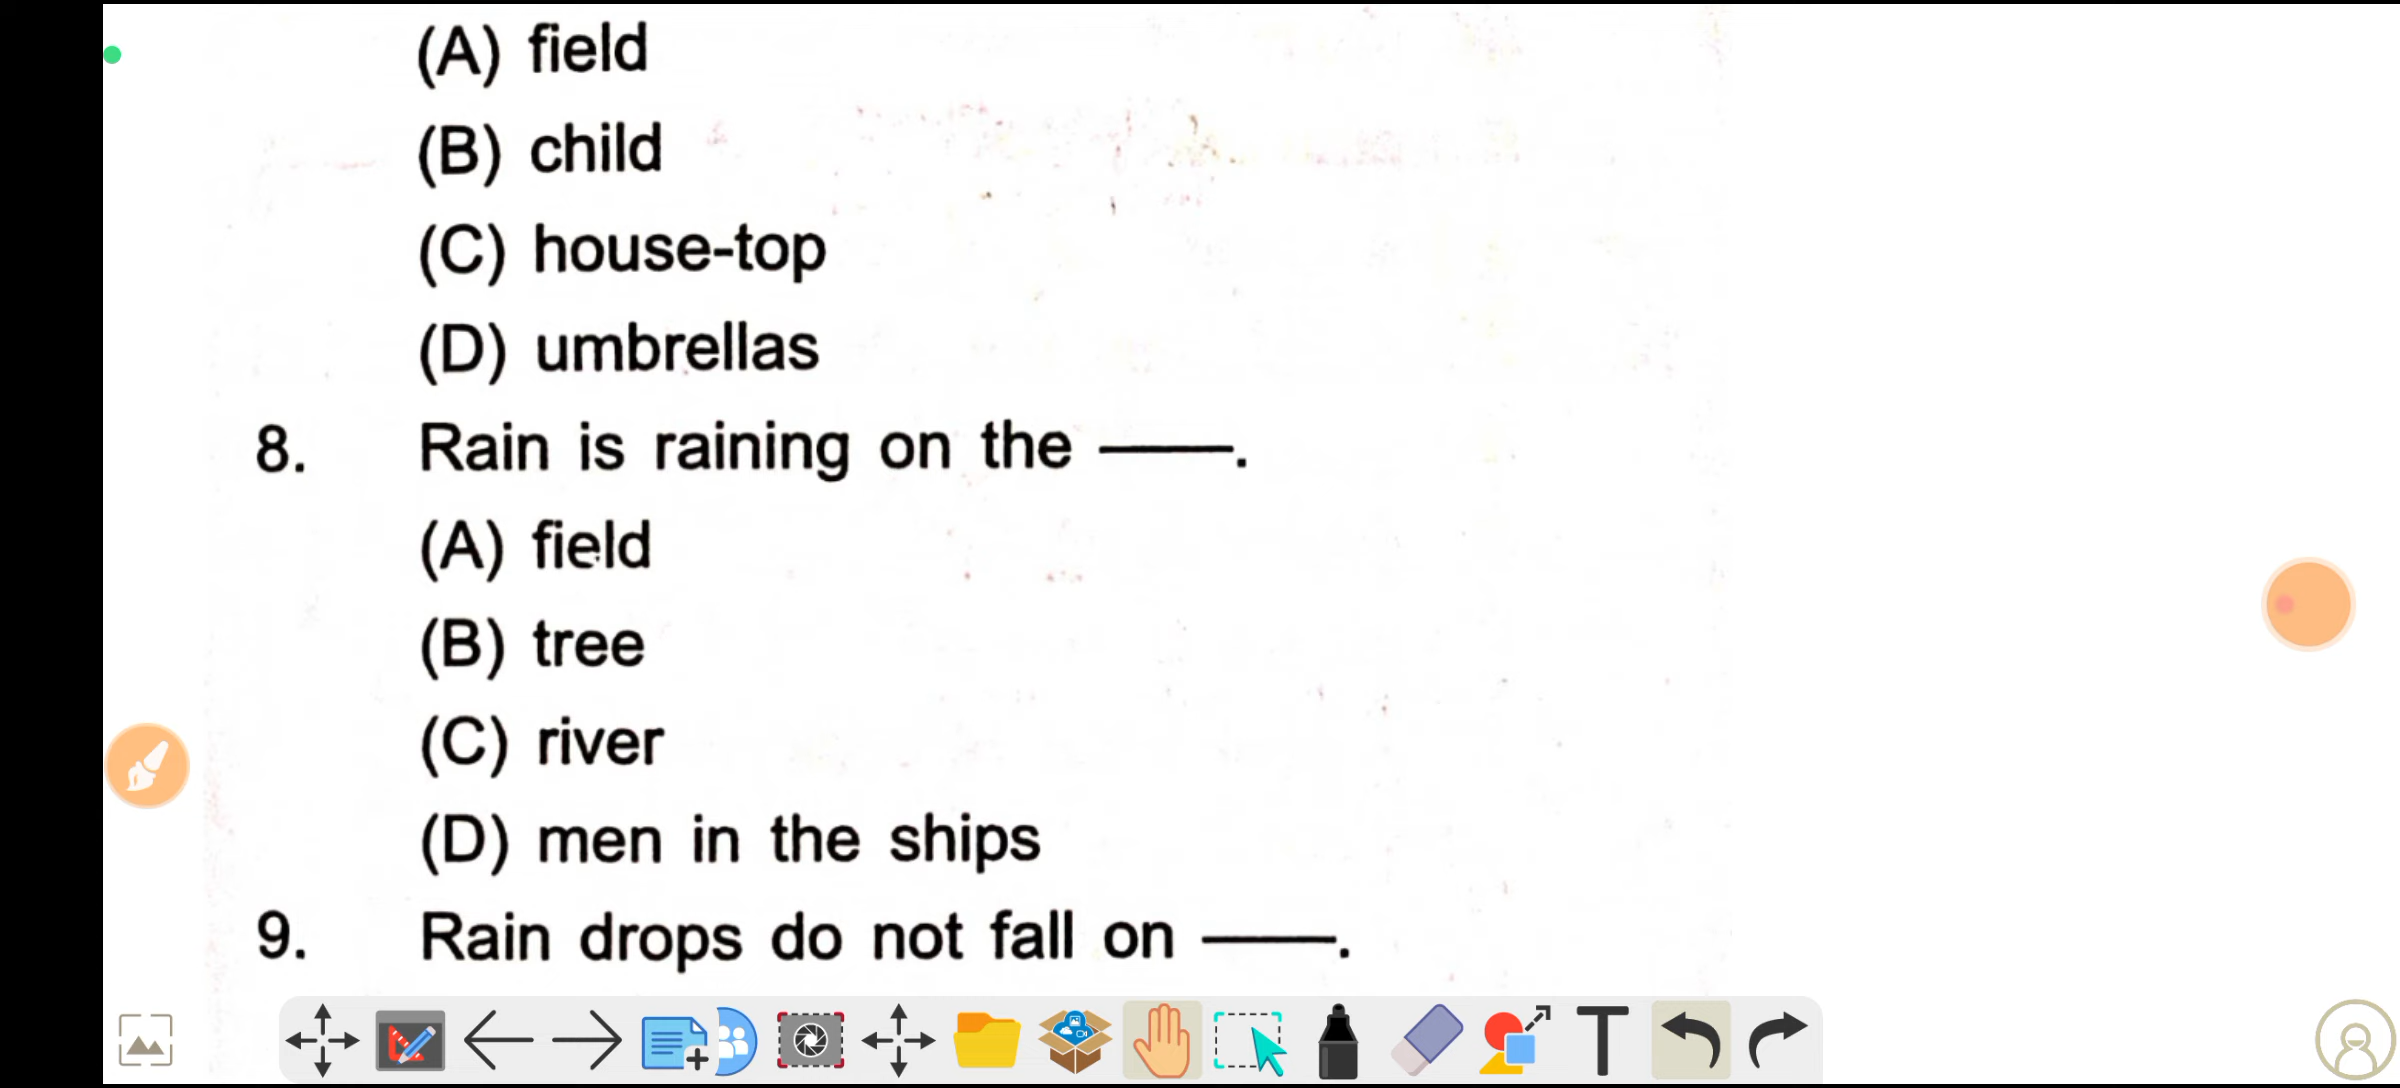 (A) field
(B) child
(C) house-top
(D) umbrellas
8. Rain is raining on the ——.
(A) field
(B) tree
(C) river
(D) men in the ships
9. Rain drops do not fall on ——.
T